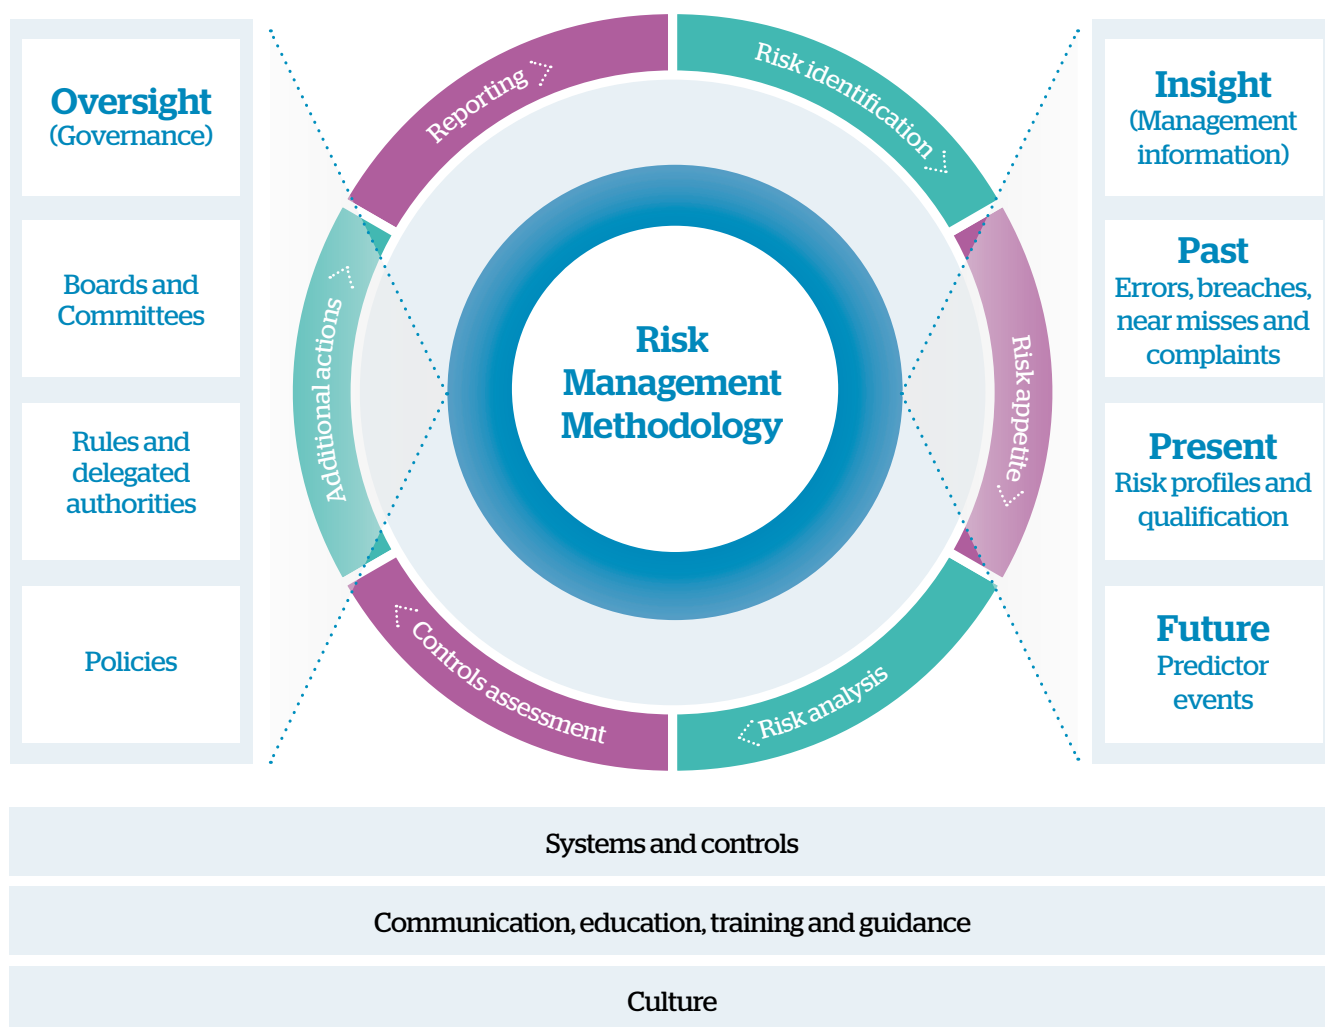 Oversight
(Governance)
Boards and
Committees
Rules and
delegated
authorities
Policies
Reporting
Risk identification
Additional actions
Risk appetite
Controls assessment
Risk analysis
Risk
Management
Methodology
Insight
(Management
information)
Past
Errors, breaches,
near misses and
complaints
Present
Risk profiles and
qualification
Future
Predictor
events
Systems and controls
Communication, education, training and guidance
Culture